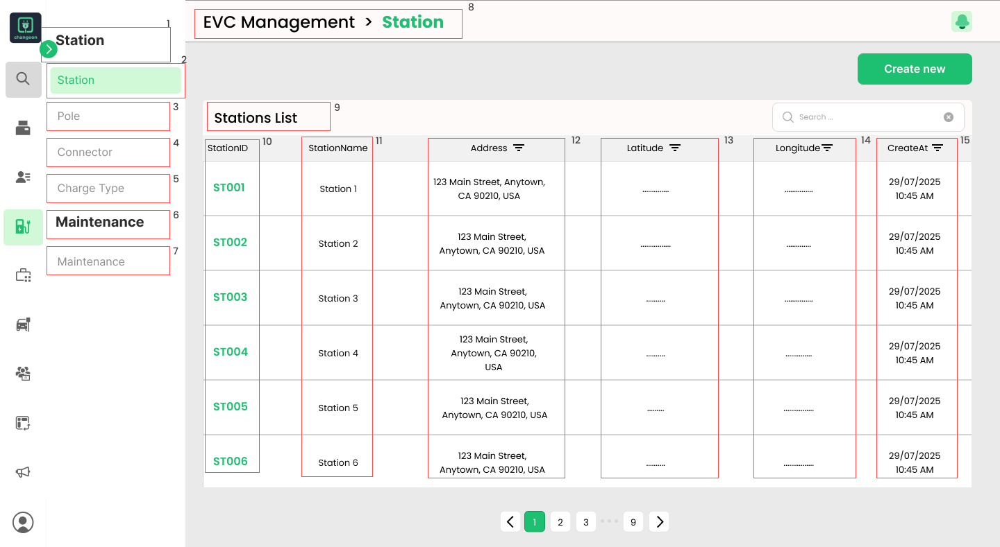 changeon
1
Station
2
Station
Pole
3
Connector
4
Charge Type
5
Maintenance
6
Maintenance
7
EVC Management > Station
8
Create new
Stations List
9
Search ...
StationID
10
StationName
11
Address
12
Latitude
13
Longitude
14
CreateAt
15
ST001
Station 1
123 Main Street, Anytown,
CA 90210, USA
..............
...............
29/07/2025
10:45 AM
ST002
Station 2
123 Main Street,
Anytown, CA 90210, USA
................
.............
29/07/2025
10:45 AM
ST003
Station 3
123 Main Street,
Anytown, CA 90210, USA
..........
...............
29/07/2025
10:45 AM
ST004
Station 4
123 Main Street,
Anytown, CA 90210,
USA
..........
..............
29/07/2025
10:45 AM
ST005
Station 5
123 Main Street,
Anytown, CA 90210, USA
.........
................
29/07/2025
10:45 AM
ST006
Station 6
123 Main Street,
Anytown, CA 90210, USA
..........
................
29/07/2025
10:45 AM
1 2 3 9